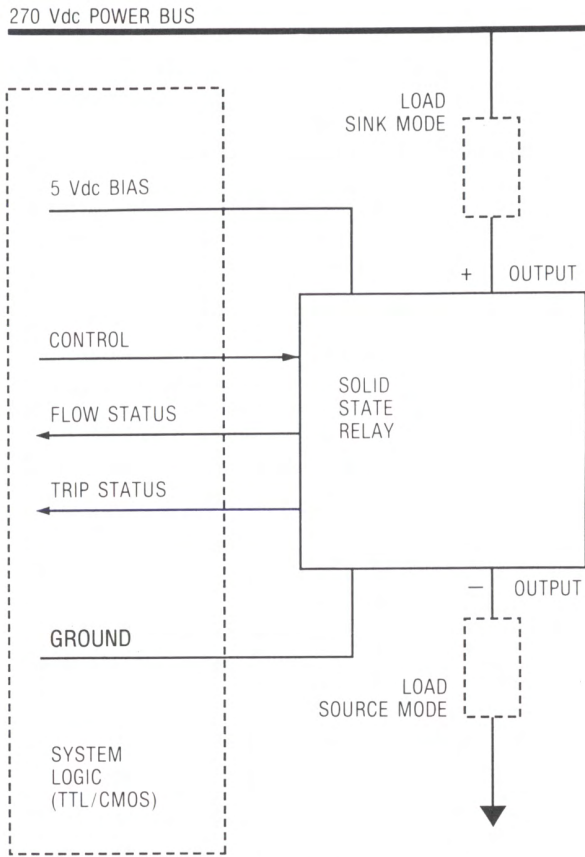 270 Vdc POWER BUS
LOAD
SINK MODE
5 Vdc BIAS
+ OUTPUT
CONTROL
SOLID
STATE
RELAY
FLOW STATUS
TRIP STATUS
— OUTPUT
GROUND
LOAD
SOURCE MODE
SYSTEM
LOGIC
(TTL/CMOS)